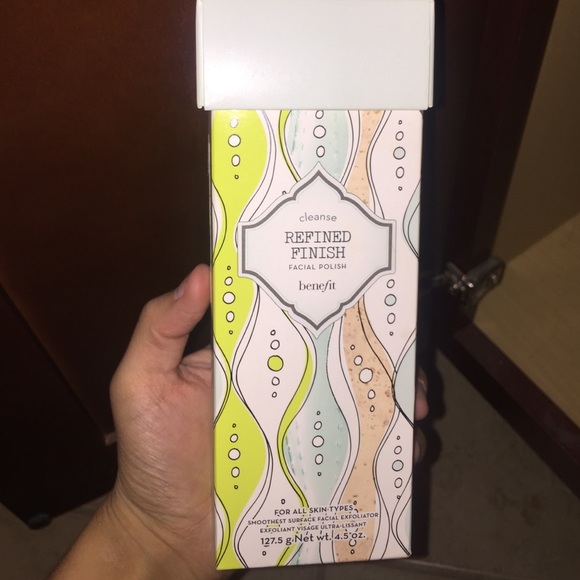 cleanse
REFINED
FINISH
FACIAL POLISH
benefit
FOR ALL SKIN TYPES
SMOOTHEST SURFACE FACIAL EXFOLIATOR
EXFOLIANT VISAGE ULTRA-LISSANT
127.5 g Net wt. 4.5 oz.